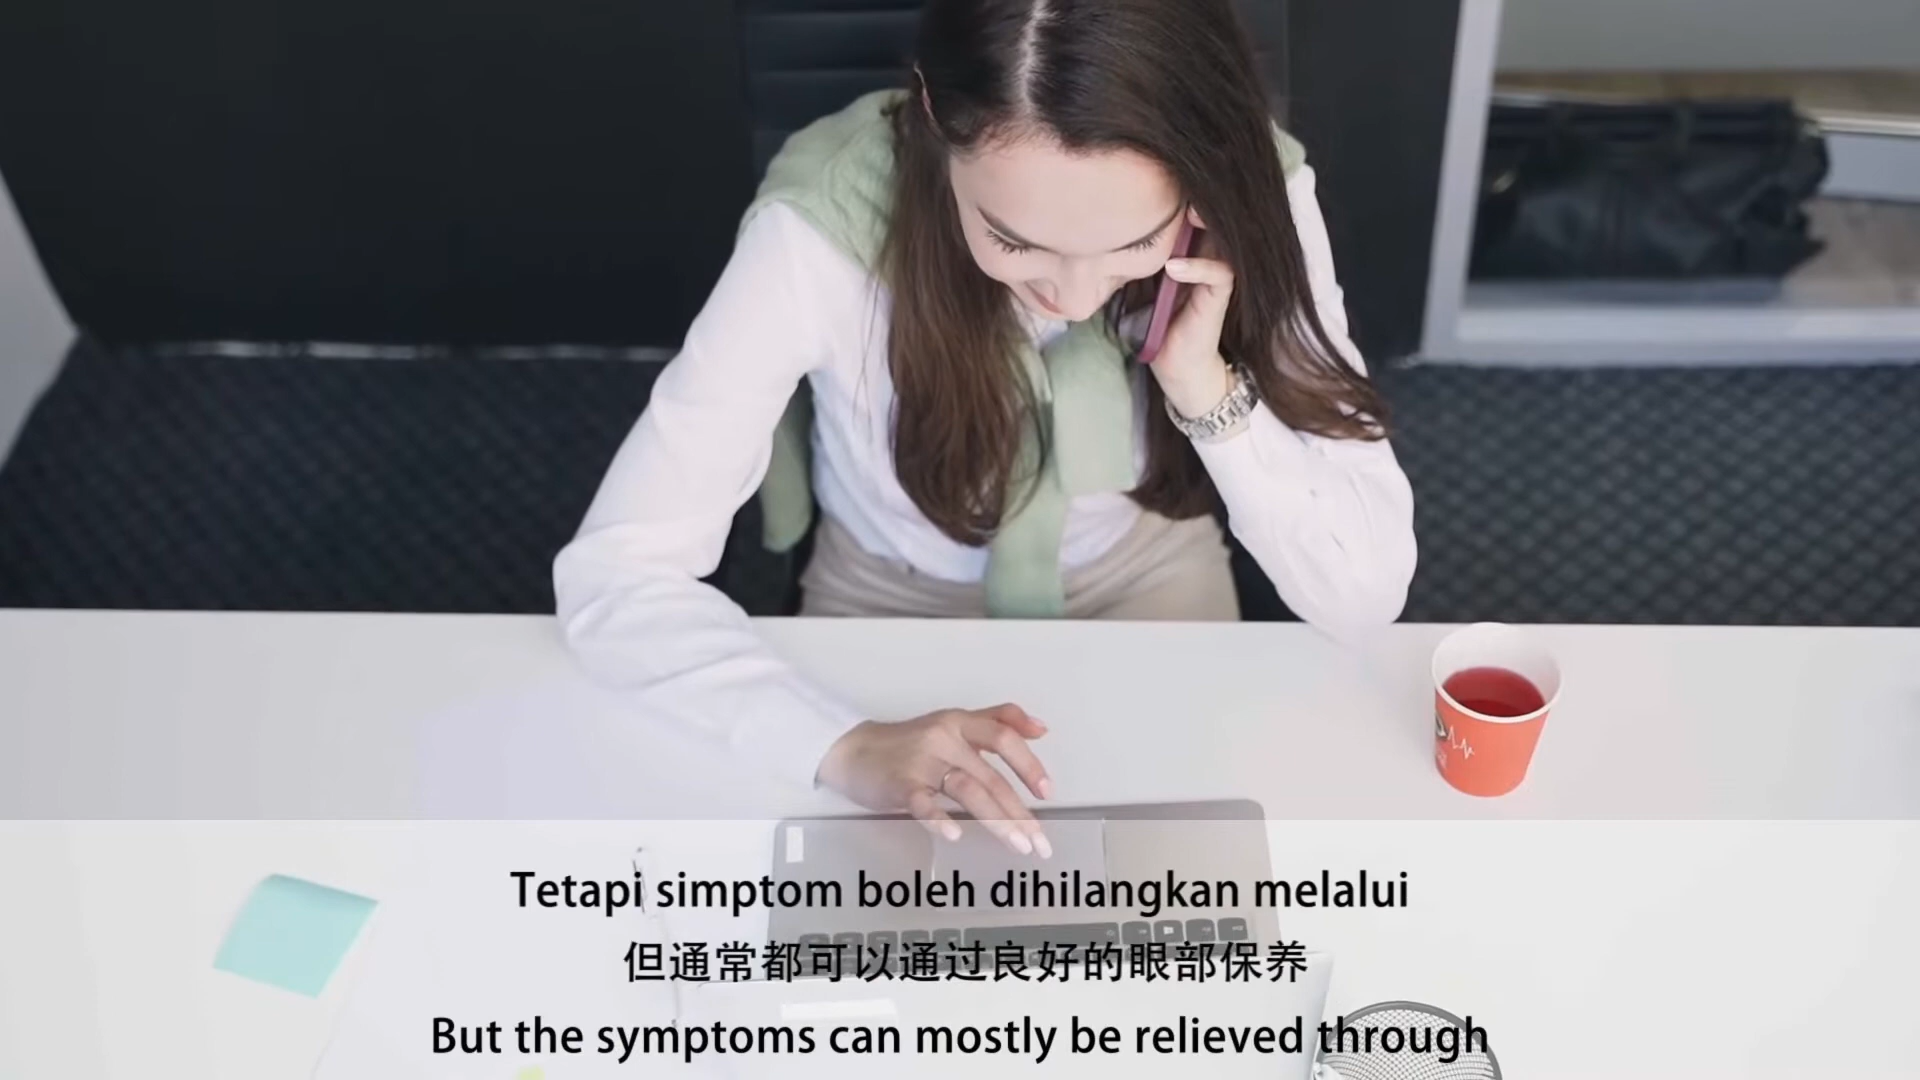 Tetapi simptom boleh dihilangkan melalui
但通常都可以通过良好的眼部保养
But the symptoms can mostly be relieved through